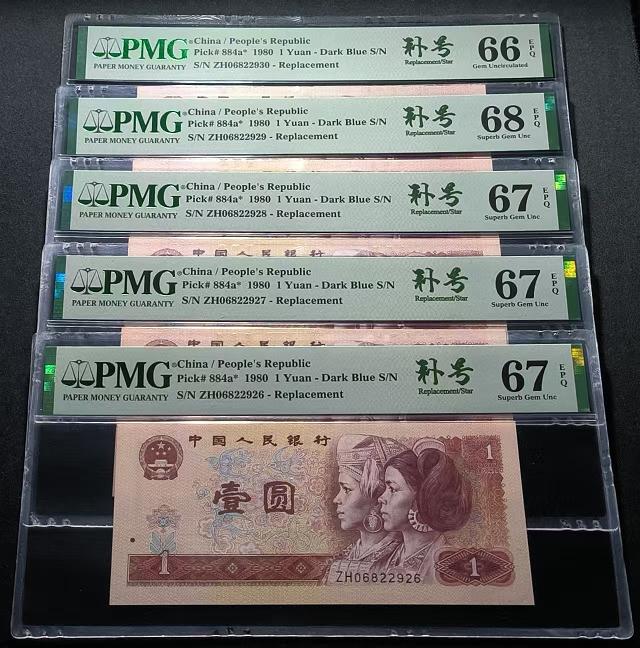 PMG
PAPER MONEY GUARANTY
China / People's Republic
Pick# 884a* 1980 1 Yuan - Dark Blue S/N
S/N ZH06822930 - Replacement
补号
Replacement/Star
66
EPQ
Gem Uncirculated
PMG
PAPER MONEY GUARANTY
China / People's Republic
Pick# 884a* 1980 1 Yuan - Dark Blue S/N
S/N ZH06822929 - Replacement
补号
Replacement/Star
68
EPQ
Superb Gem Unc
PMG
PAPER MONEY GUARANTY
China / People's Republic
Pick# 884a* 1980 1 Yuan - Dark Blue S/N
S/N ZH06822928 - Replacement
补号
Replacement/Star
67
EPQ
Superb Gem Unc
中国人民银行
PMG
PAPER MONEY GUARANTY
China / People's Republic
Pick# 884a* 1980 1 Yuan - Dark Blue S/N
S/N ZH06822927 - Replacement
补号
Replacement/Star
67
EPQ
Superb Gem Unc
PMG
PAPER MONEY GUARANTY
China / People's Republic
Pick# 884a* 1980 1 Yuan - Dark Blue S/N
S/N ZH06822926 - Replacement
补号
Replacement/Star
67
EPQ
Superb Gem Unc
中国人民银行
1
壹圆
1
1
ZH06822926